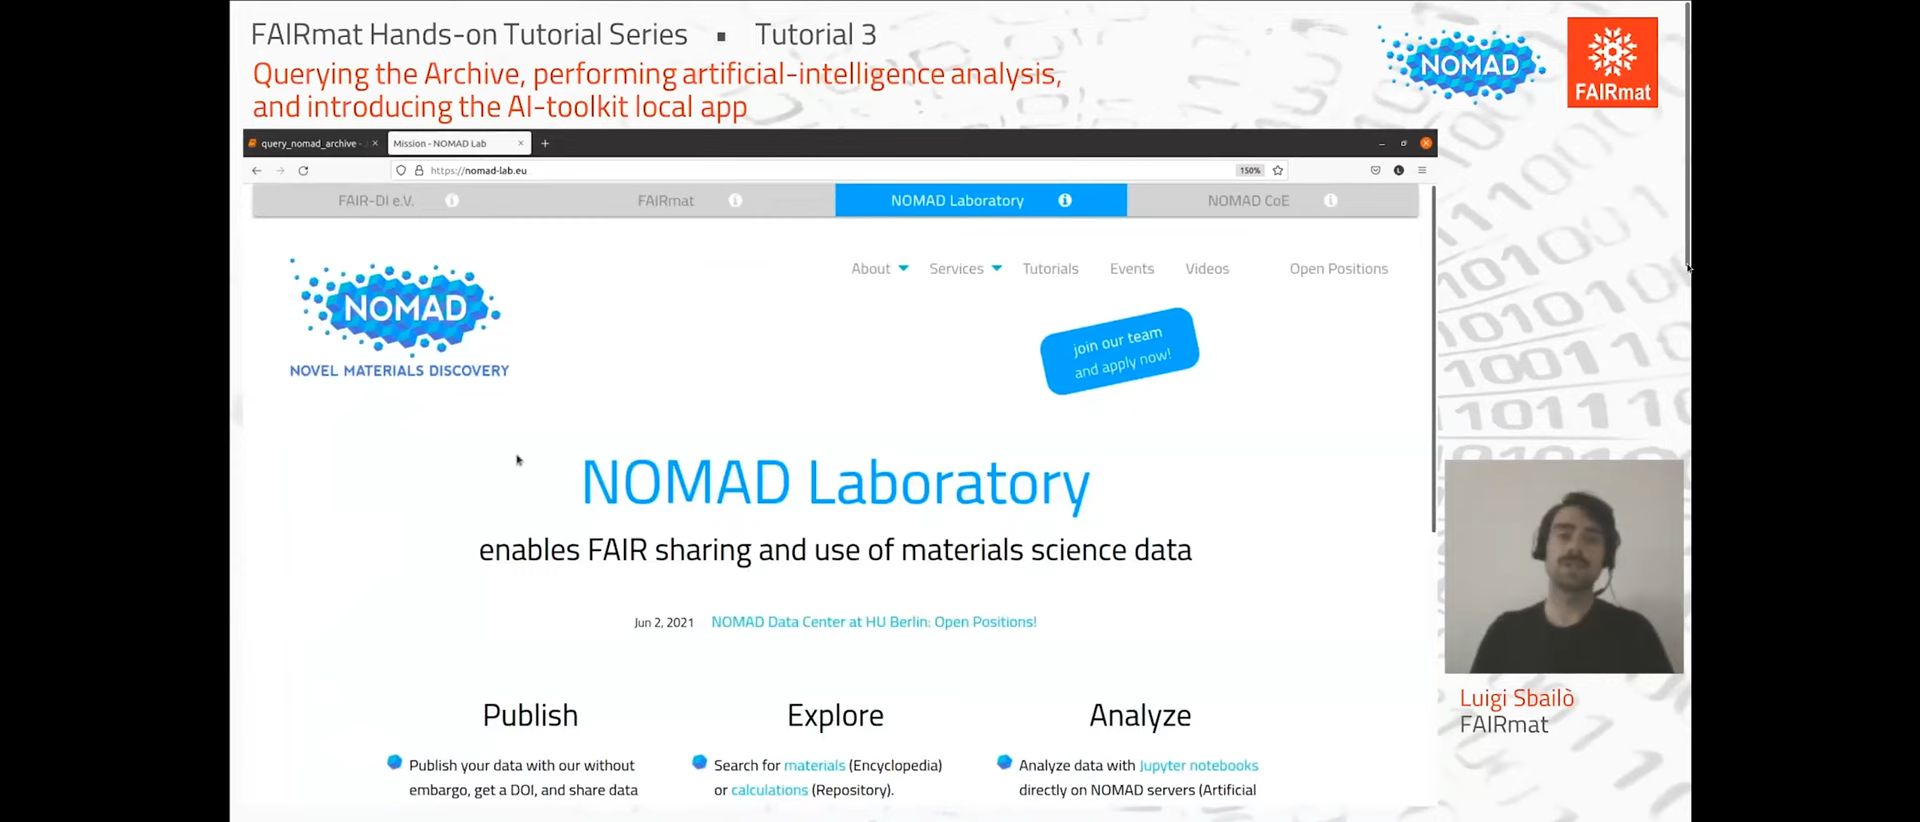 FAIRmat Hands-on Tutorial Series ▪ Tutorial 3
Querying the Archive, performing artificial-intelligence analysis,
and introducing the AI-toolkit local app
NOMAD
FAIRmat
query_nomad_archive
Mission - NOMAD Lab
https://nomad-lab.eu
150%
FAIR-DI e.V.
FAIRmat
NOMAD Laboratory
NOMAD CoE
About
Services
Tutorials
Events
Videos
Open Positions
NOMAD
NOVEL MATERIALS DISCOVERY
join our team
and apply now!
NOMAD Laboratory
enables FAIR sharing and use of materials science data
Jun 2, 2021 NOMAD Data Center at HU Berlin: Open Positions!
Publish
Publish your data with our without
embargo, get a DOI, and share data
Explore
Search for materials (Encyclopedia)
or calculations (Repository).
Analyze
Analyze data with Jupyter notebooks
directly on NOMAD servers (Artificial
Luigi Sbailò
FAIRmat